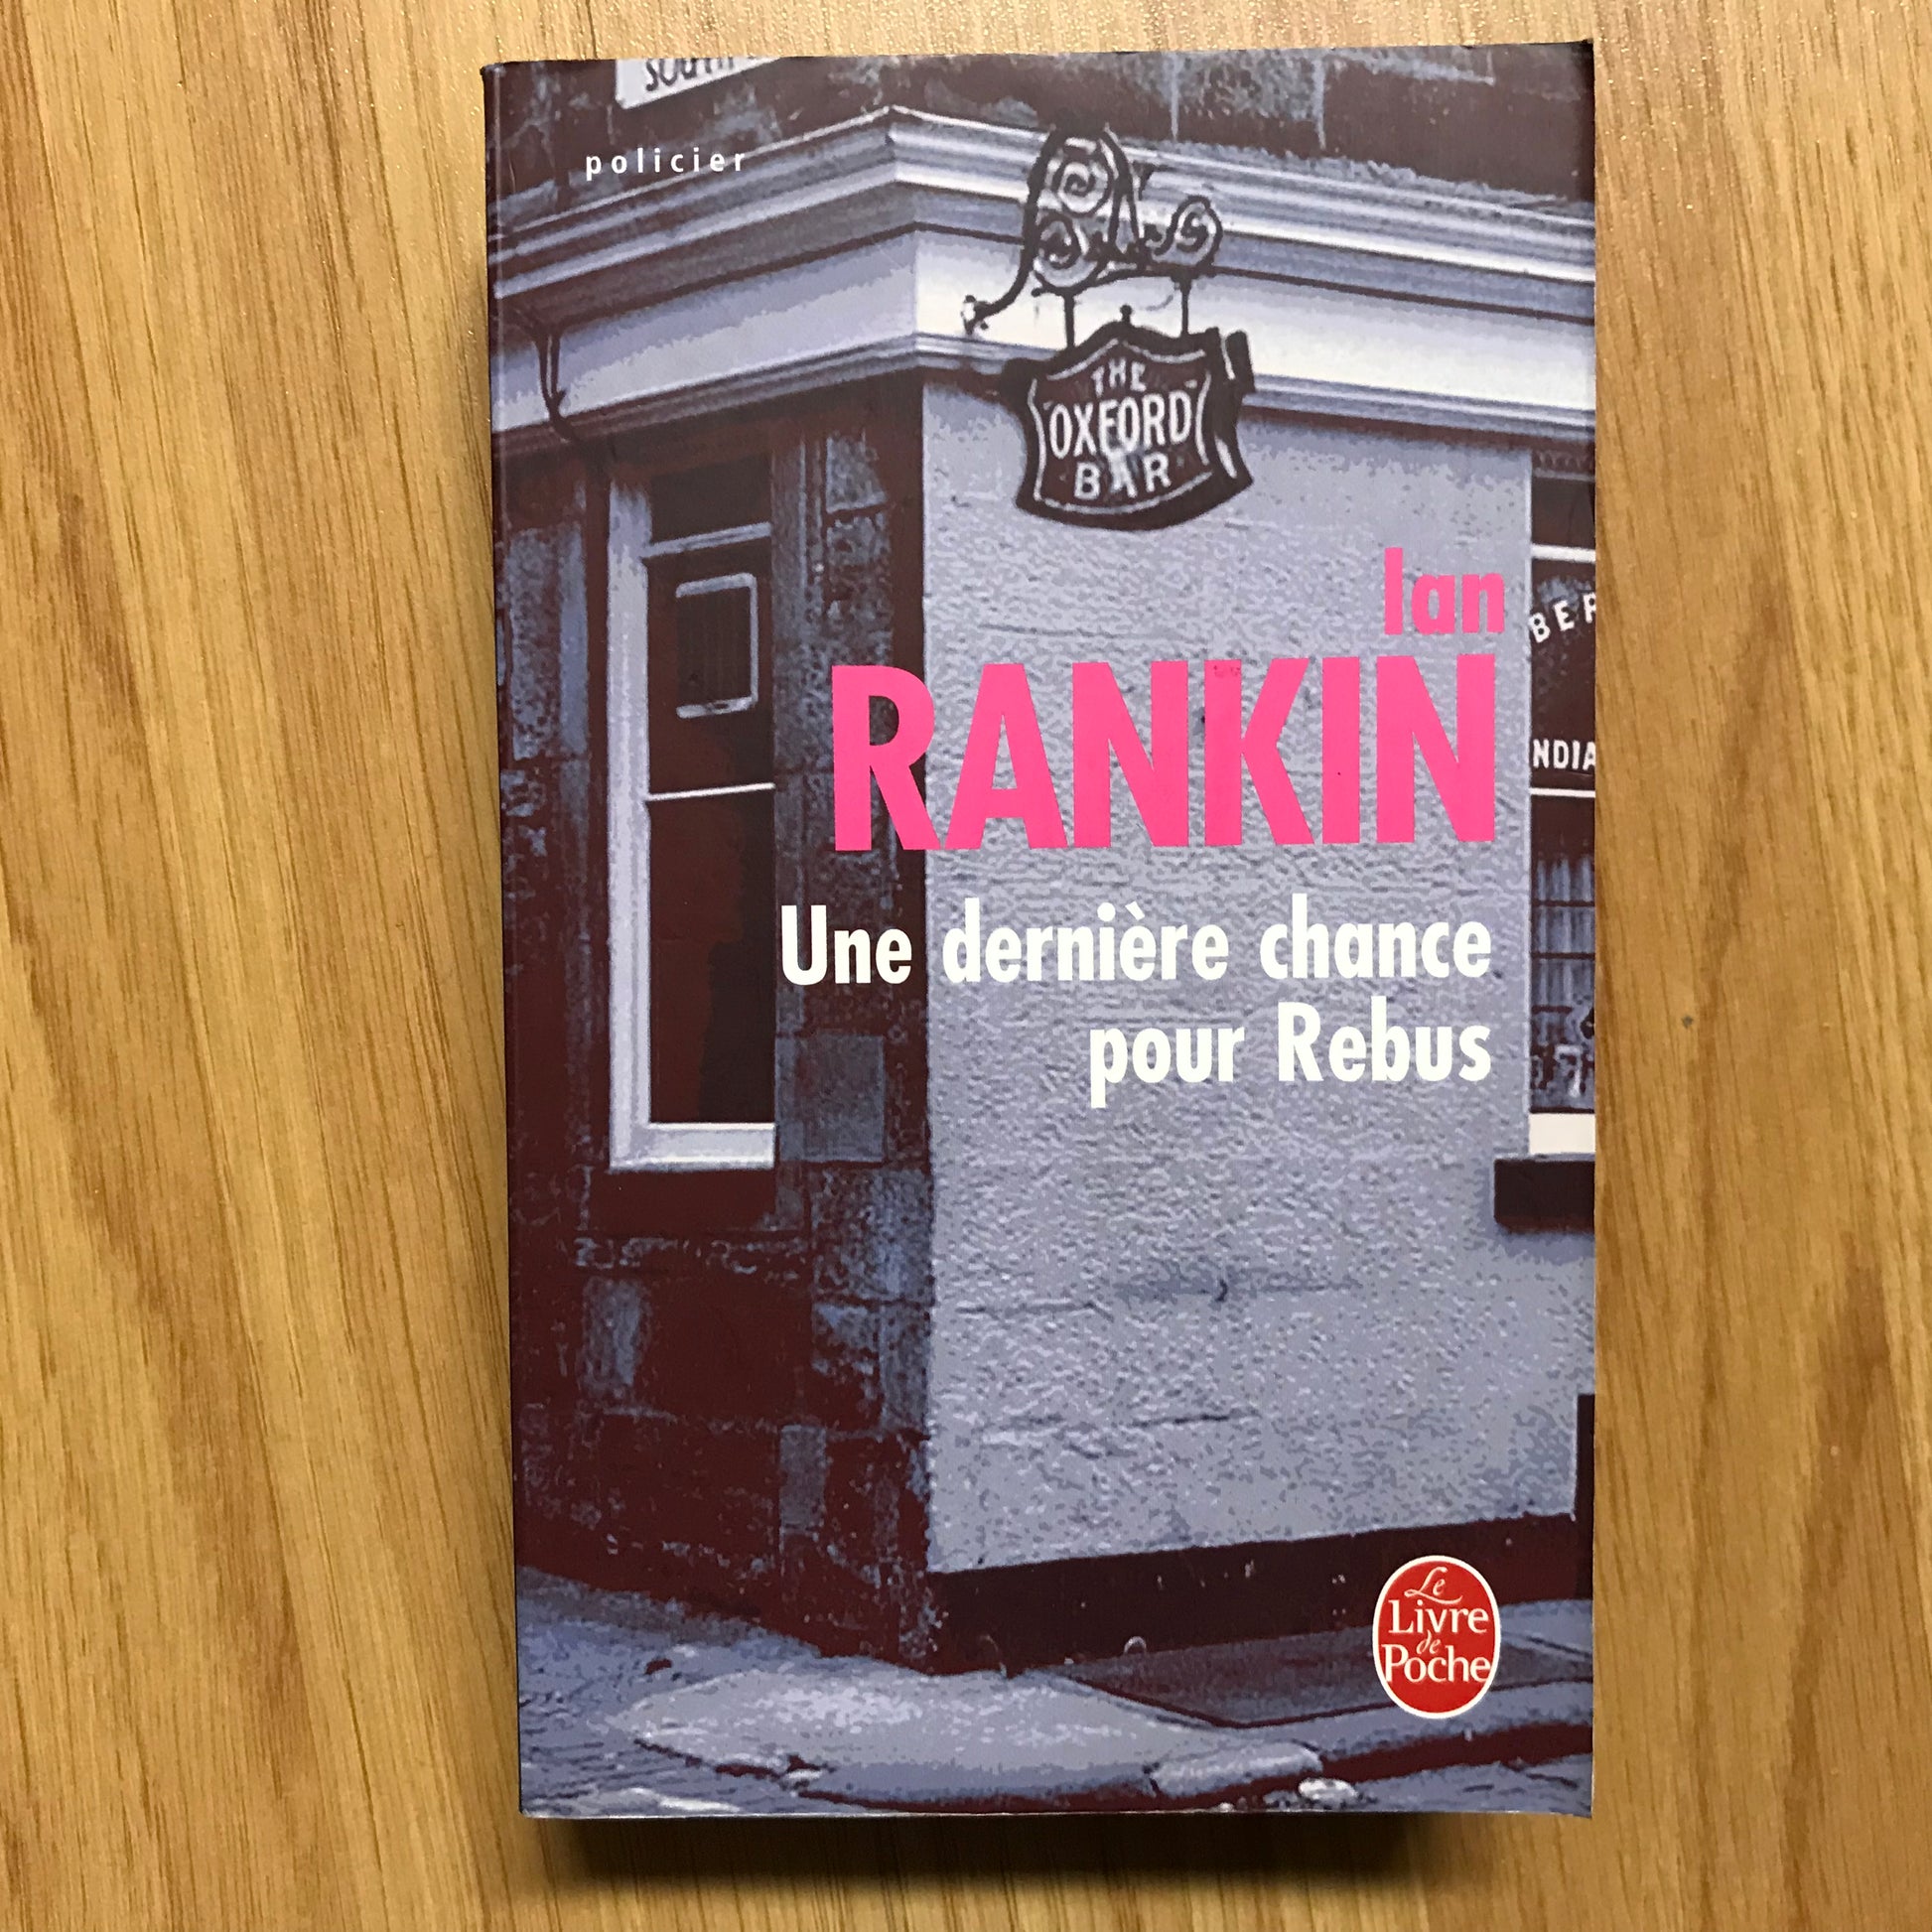 policier
THE
OXFORD
BAR
Ian
RANKIN
Une dernière chance
pour Rebus
Le
Livre
de
Poche